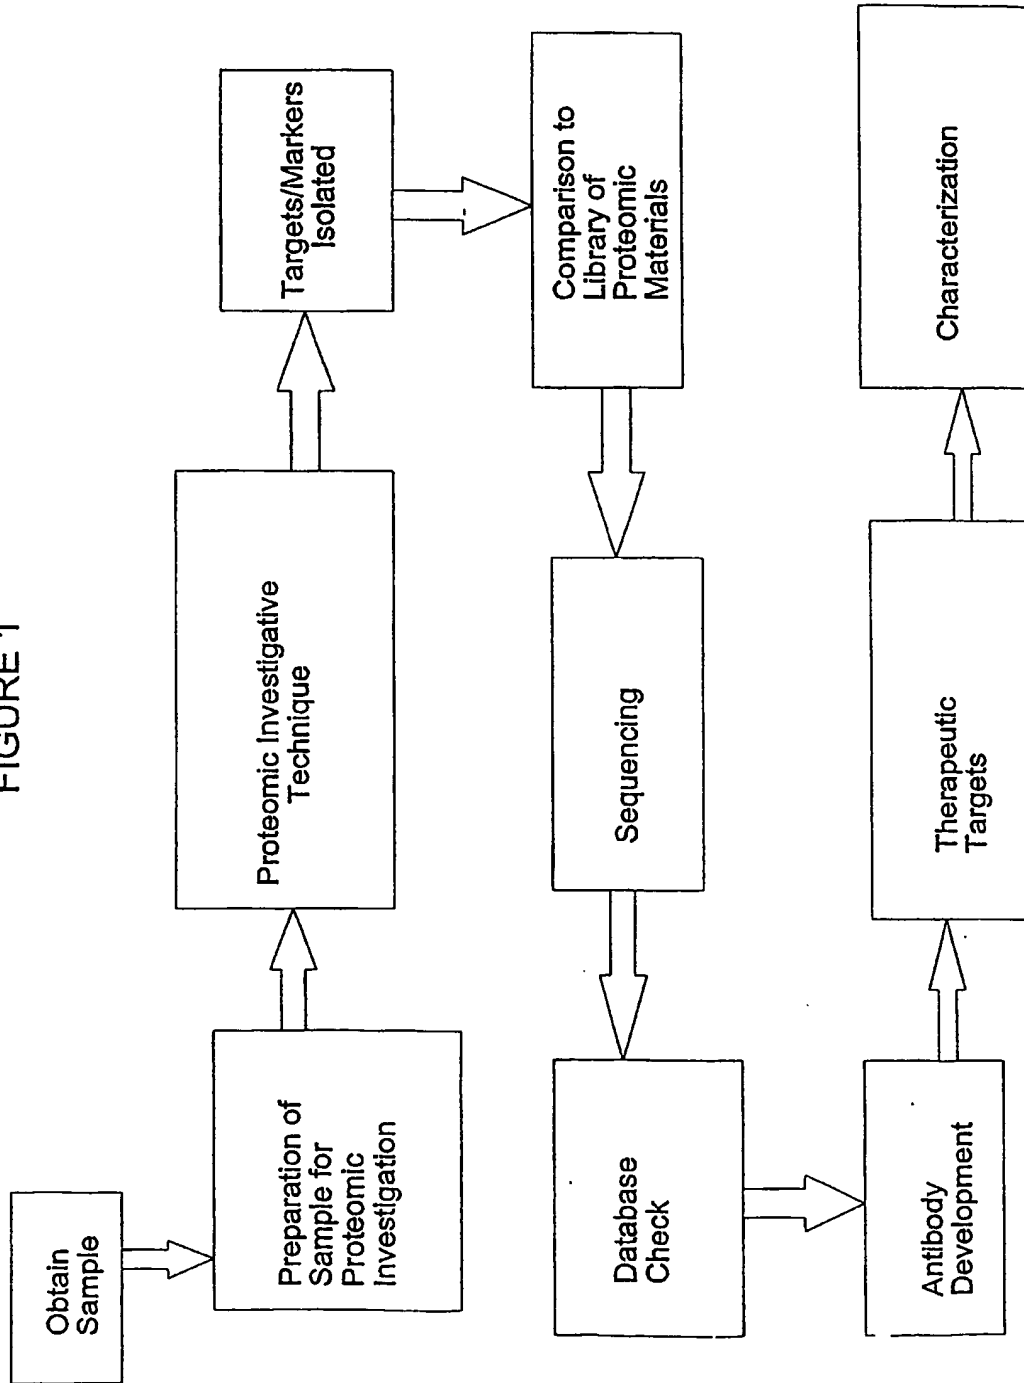 FIGURE 1
Obtain
Sample
Preparation of
Sample for
Proteomic
Investigation
Proteomic Investigative
Technique
Targets/Markers
Isolated
Comparison to
Library of
Proteomic
Materials
Sequencing
Database
Check
Antibody
Development
Therapeutic
Targets
Characterization